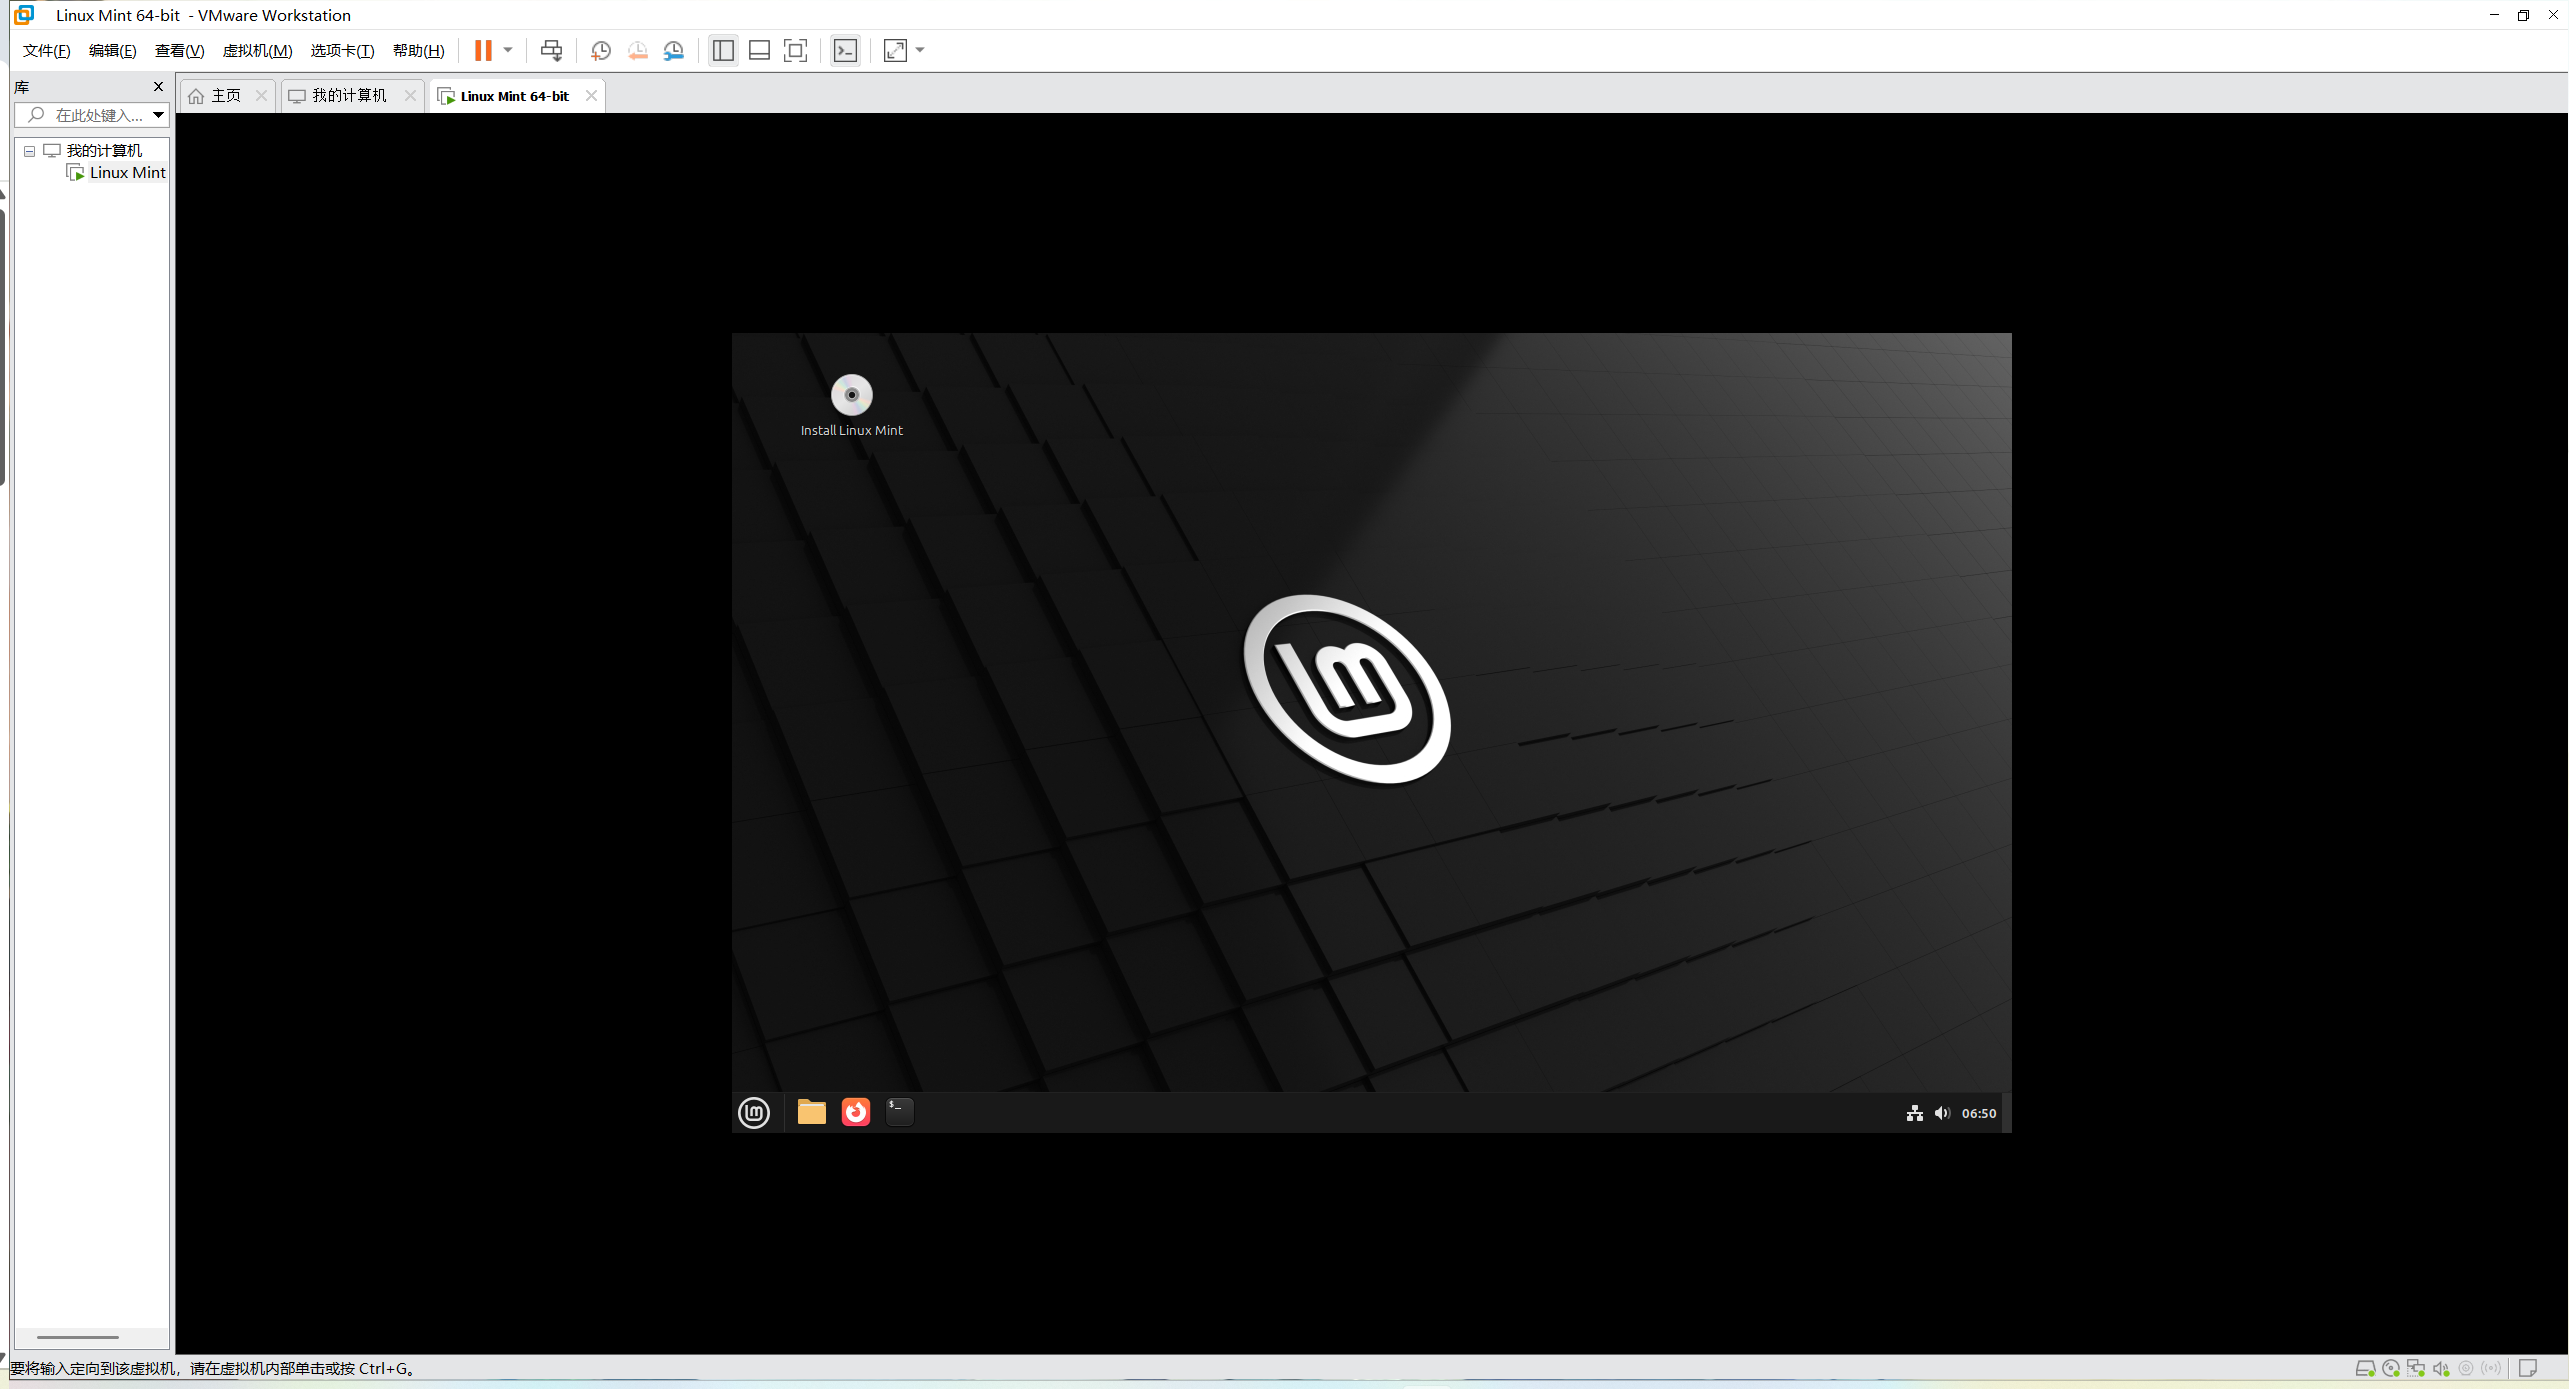 Linux Mint 64-bit - VMware Workstation
文件(F) 编辑(E) 查看(V) 虚拟机(M) 选项卡(T) 帮助(H)
库
主页 我的计算机 Linux Mint 64-bit
在此处键入...
我的计算机
Linux Mint
Install Linux Mint
$_
06:50
要将输入定向到该虚拟机，请在虚拟机内部单击或按 Ctrl+G。